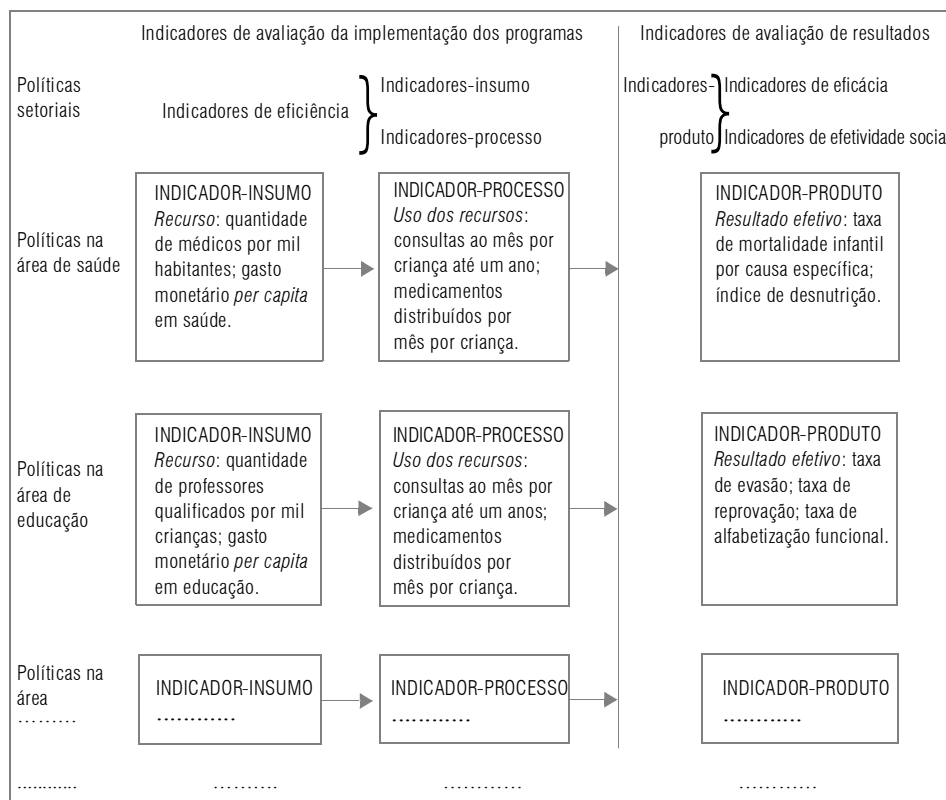 Indicadores de avaliação da implementação dos programas
Indicadores de avaliação de resultados
Políticas
setoriais
Indicadores de eficiência
Indicadores-insumo
Indicadores-processo
Indicadores-
produto
Indicadores de eficácia
Indicadores de efetividade social
Políticas na
área de saúde
INDICADOR-INSUMO
Recurso: quantidade
de médicos por mil
habitantes; gasto
monetário per capita
em saúde.
INDICADOR-PROCESSO
Uso dos recursos:
consultas ao mês por
criança até um ano;
medicamentos
distribuídos por
mês por criança.
INDICADOR-PRODUTO
Resultado efetivo: taxa
de mortalidade infantil
por causa específica;
índice de desnutrição.
Políticas na
área de
educação
INDICADOR-INSUMO
Recurso: quantidade
de professores
qualificados por mil
crianças; gasto
monetário per capita
em educação.
INDICADOR-PROCESSO
Uso dos recursos:
consultas ao mês por
criança até um anos;
medicamentos
distribuídos por
mês por criança.
INDICADOR-PRODUTO
Resultado efetivo: taxa
de evasão; taxa de
reprovação; taxa de
alfabetização funcional.
Políticas na
área
.........
INDICADOR-INSUMO
............
INDICADOR-PROCESSO
............
INDICADOR-PRODUTO
............
............ .......... ............ ............